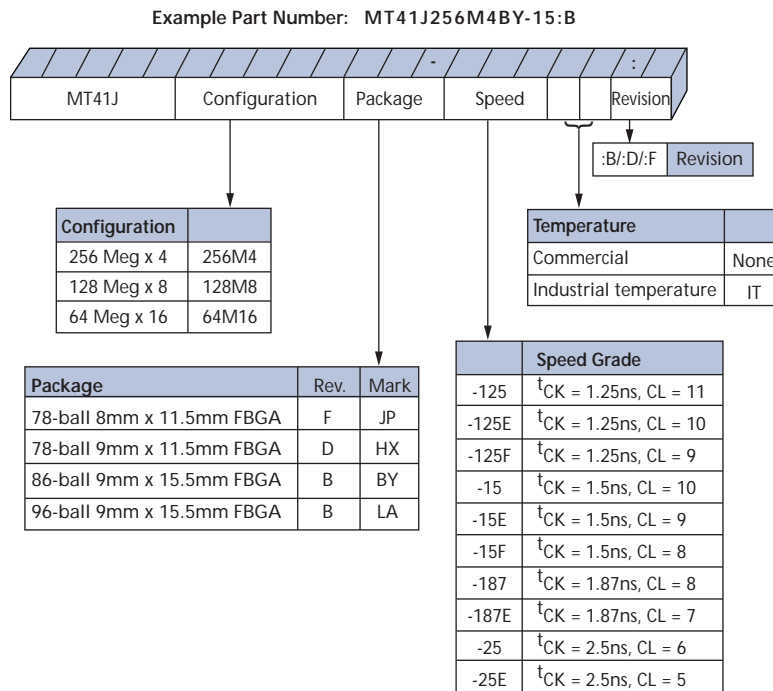 Example Part Number: MT41J256M4BY-15:B
- :
MT41J Configuration Package Speed Revision
:B/:D/:F Revision
Configuration
256 Meg x 4 256M4
128 Meg x 8 128M8
64 Meg x 16 64M16
Temperature
Commercial None
Industrial temperature IT
Package Rev. Mark
78-ball 8mm x 11.5mm FBGA F JP
78-ball 9mm x 11.5mm FBGA D HX
86-ball 9mm x 15.5mm FBGA B BY
96-ball 9mm x 15.5mm FBGA B LA
Speed Grade
-125 tCK = 1.25ns, CL = 11
-125E tCK = 1.25ns, CL = 10
-125F tCK = 1.25ns, CL = 9
-15 tCK = 1.5ns, CL = 10
-15E tCK = 1.5ns, CL = 9
-15F tCK = 1.5ns, CL = 8
-187 tCK = 1.87ns, CL = 8
-187E tCK = 1.87ns, CL = 7
-25 tCK = 2.5ns, CL = 6
-25E tCK = 2.5ns, CL = 5